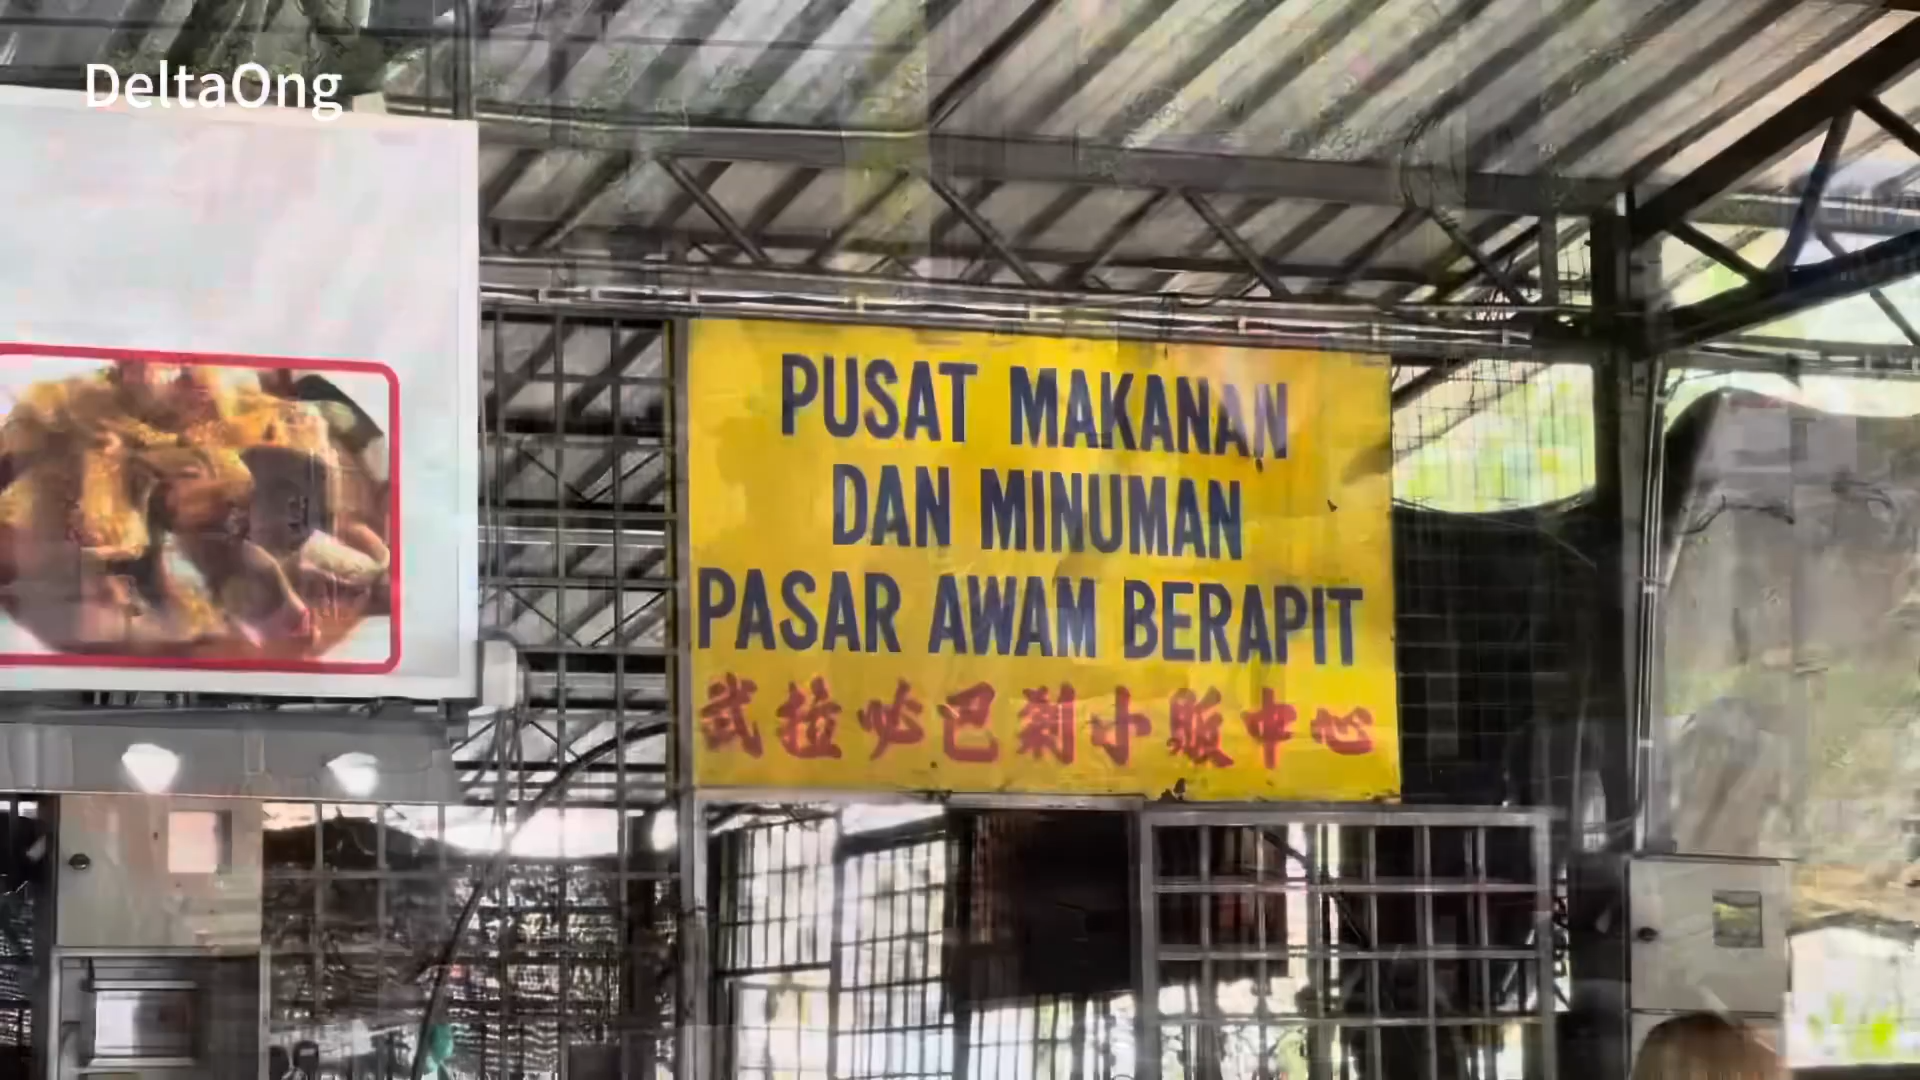 DeltaOng
PUSAT MAKANAN
DAN MINUMAN
PASAR AWAM BERAPIT
武拉必巴刹小贩中心